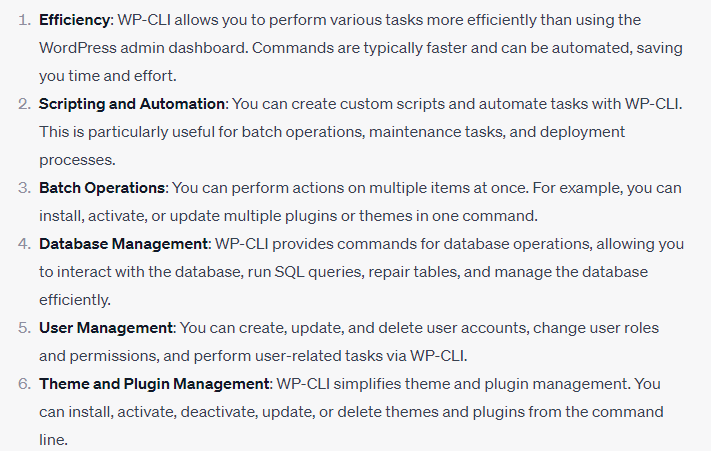 1. Efficiency: WP-CLI allows you to perform various tasks more efficiently than using the
WordPress admin dashboard. Commands are typically faster and can be automated, saving
you time and effort.
2. Scripting and Automation: You can create custom scripts and automate tasks with WP-CLI.
This is particularly useful for batch operations, maintenance tasks, and deployment
processes.
3. Batch Operations: You can perform actions on multiple items at once. For example, you can
install, activate, or update multiple plugins or themes in one command.
4. Database Management: WP-CLI provides commands for database operations, allowing you
to interact with the database, run SQL queries, repair tables, and manage the database
efficiently.
5. User Management: You can create, update, and delete user accounts, change user roles
and permissions, and perform user-related tasks via WP-CLI.
6. Theme and Plugin Management: WP-CLI simplifies theme and plugin management. You
can install, activate, deactivate, update, or delete themes and plugins from the command
line.